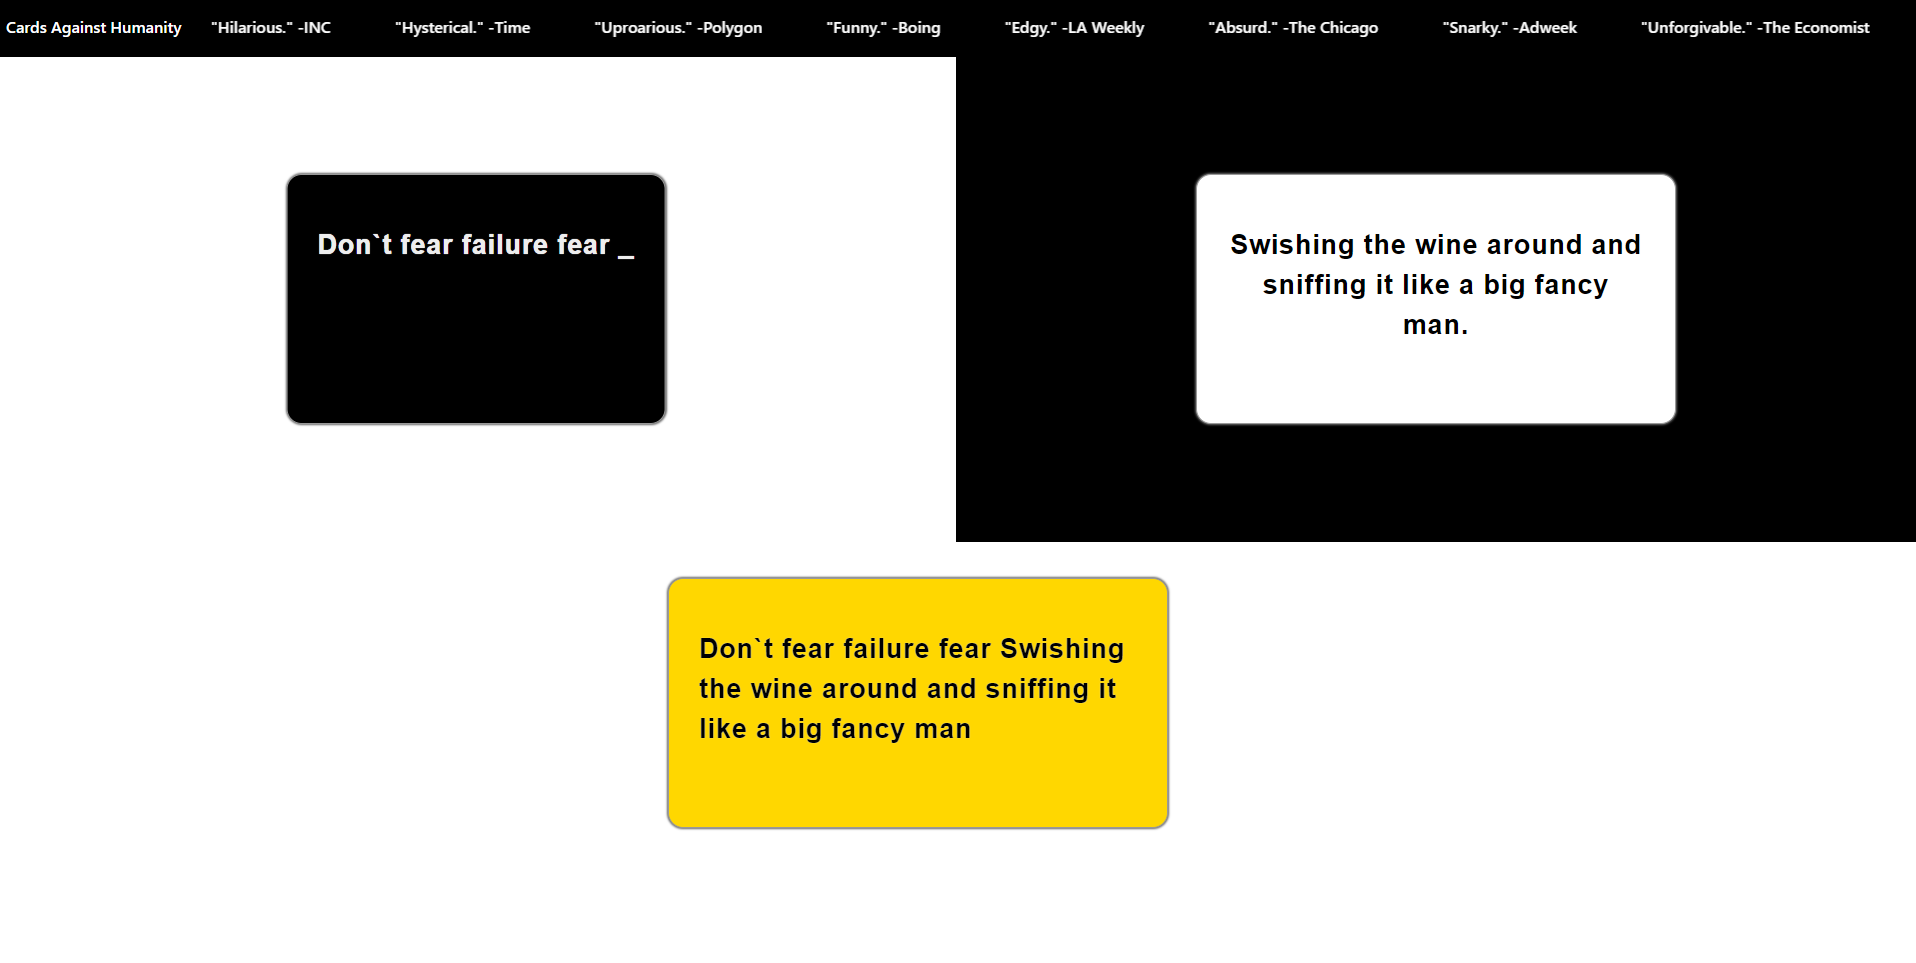 Cards Against Humanity "Hilarious." -INC "Hysterical." -Time "Uproarious." -Polygon "Funny." -Boing "Edgy." -LA Weekly "Absurd." -The Chicago "Snarky." -Adweek "Unforgivable." -The Economist
Don`t fear failure fear _
Swishing the wine around and
sniffing it like a big fancy
man.
Don`t fear failure fear Swishing
the wine around and sniffing it
like a big fancy man